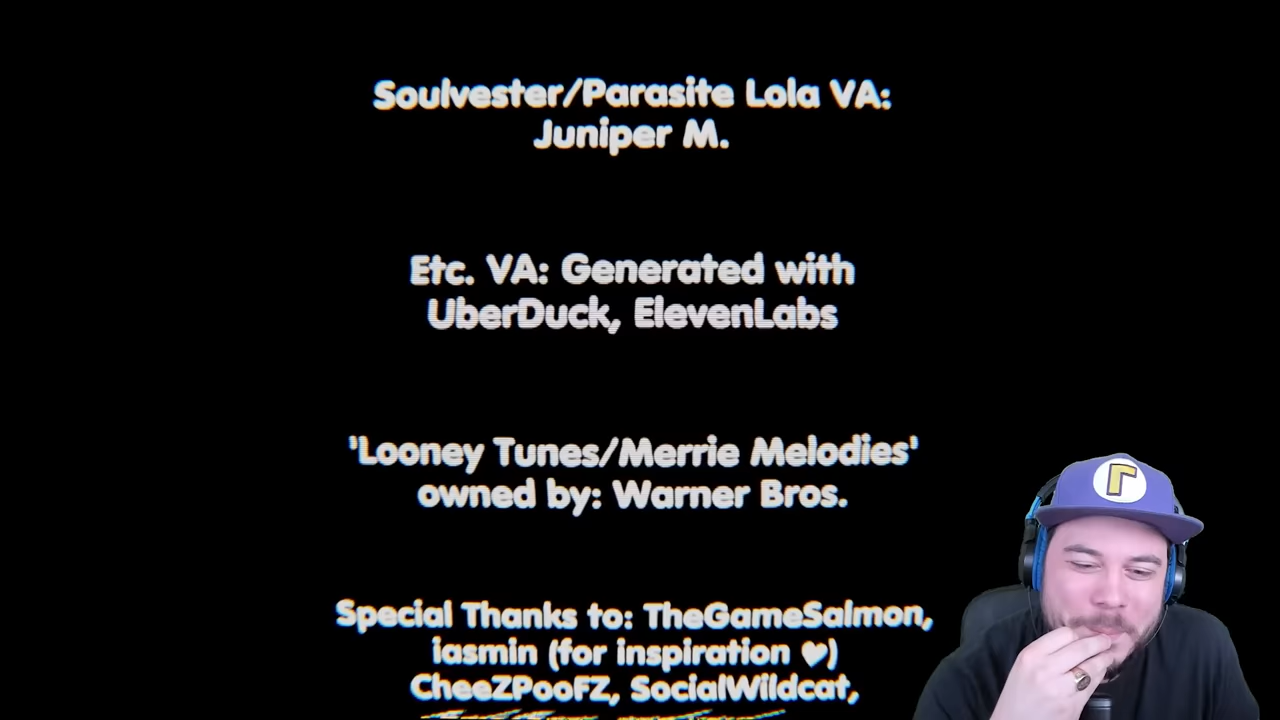 Soulvester/Parasite Lola VA:
Juniper M.
Etc. VA: Generated with
UberDuck, ElevenLabs
'Looney Tunes/Merrie Melodies'
owned by: Warner Bros.
Special Thanks to: TheGameSalmon,
iasmin (for inspiration ♥)
CheeZPooFZ, SocialWildcat,